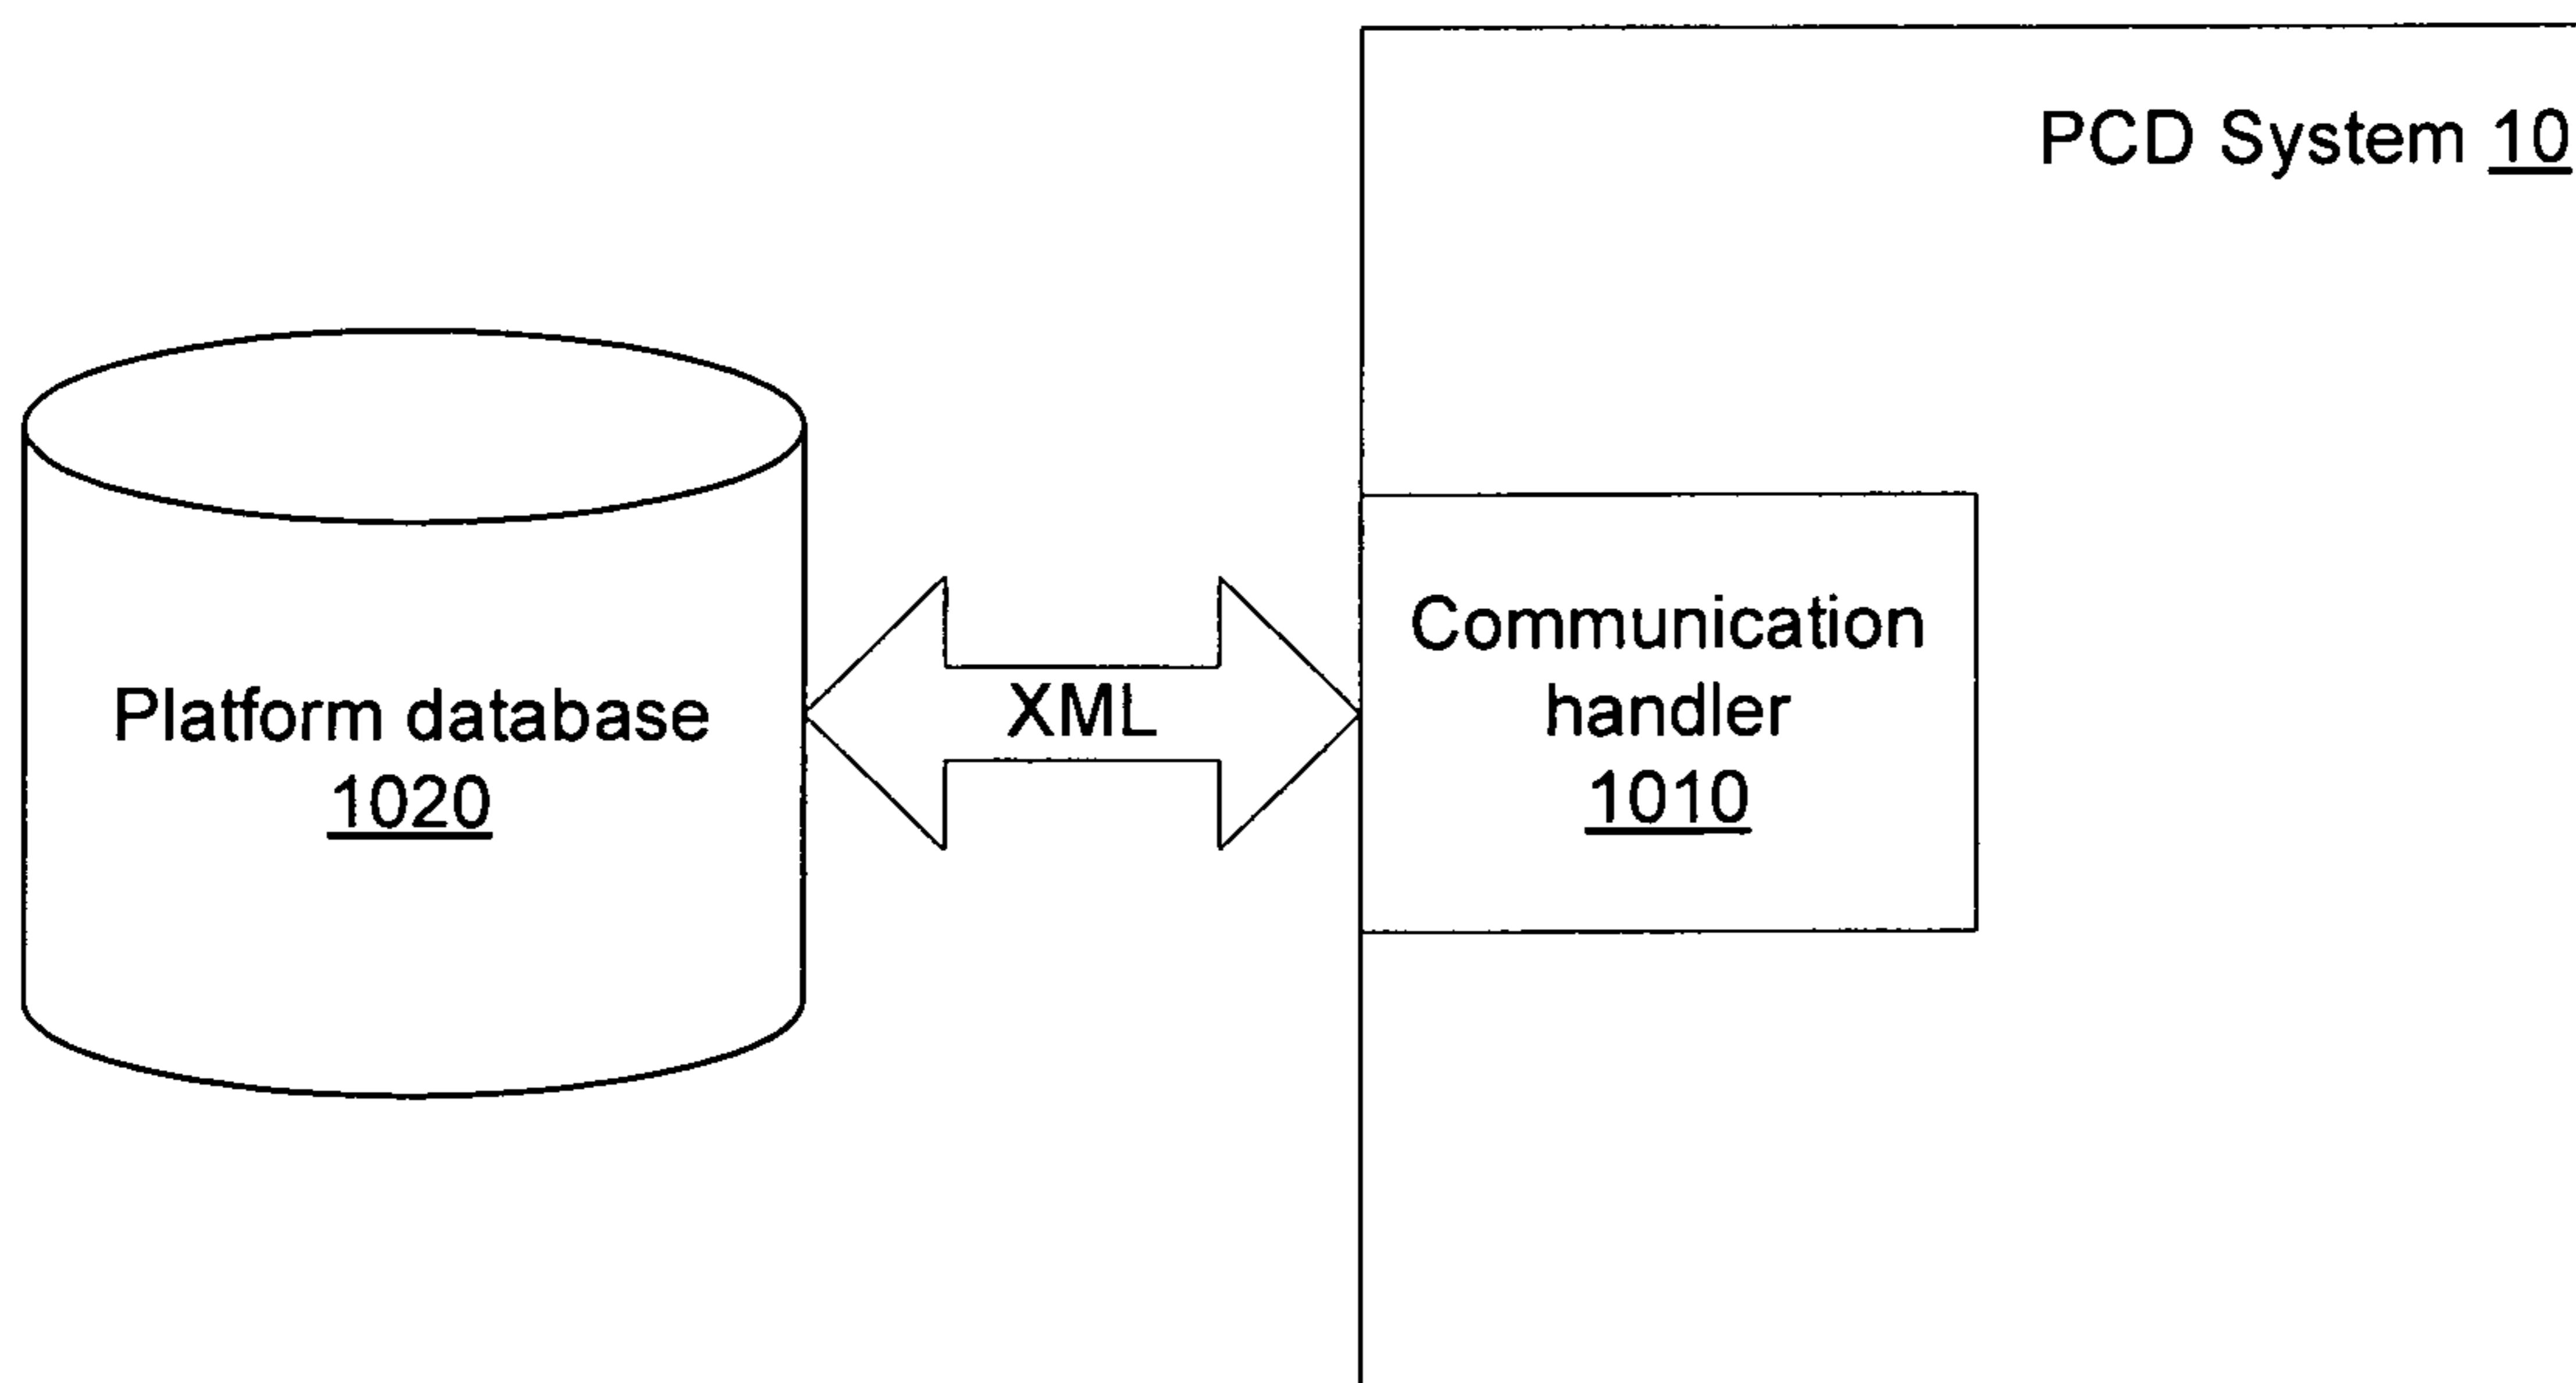 PCD System 10
Platform database
1020
XML
Communication
handler
1010